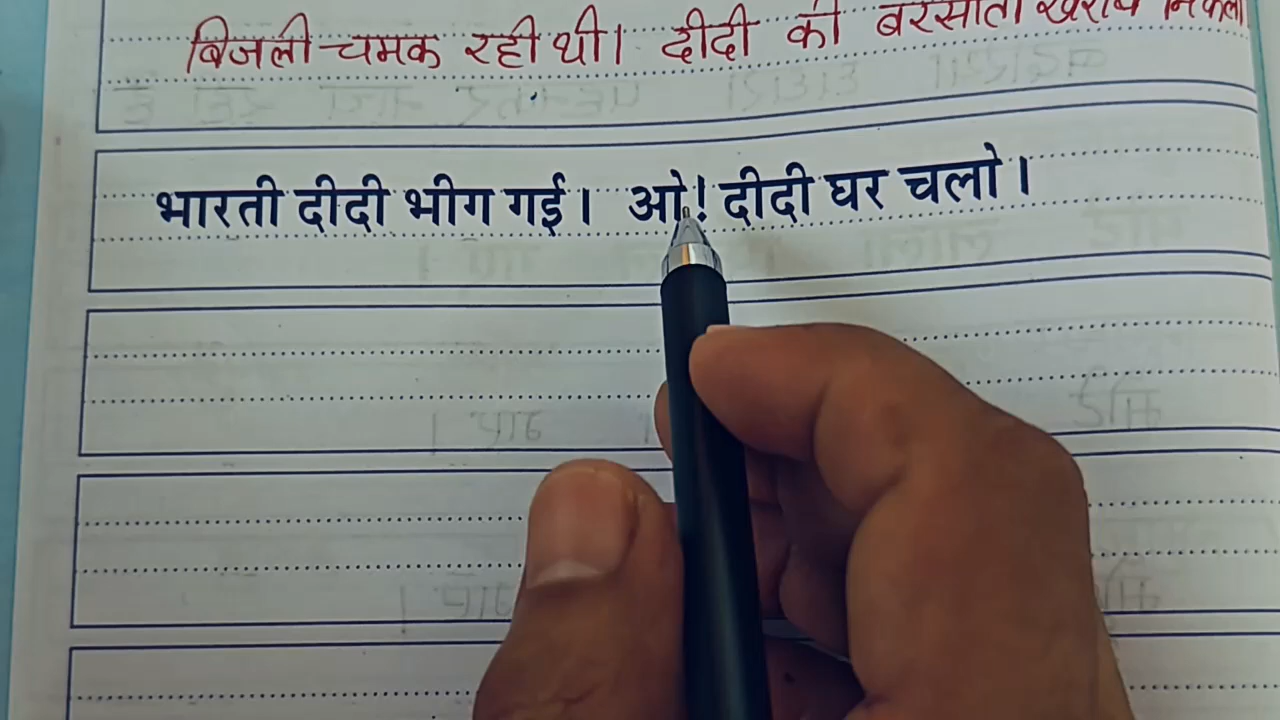 बिजली चमक रही थी। दीदी की बरसाती खराब निकली
भारती दीदी भीग गई। ओ! दीदी घर चलो।